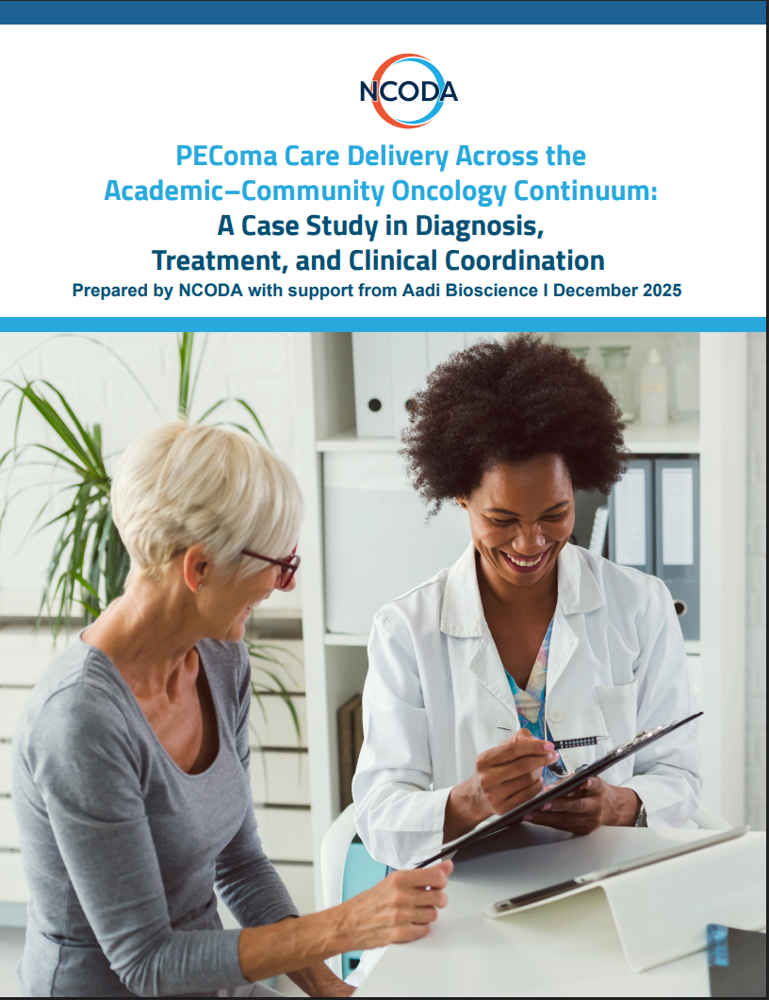 NCODA
PEComa Care Delivery Across the
Academic–Community Oncology Continuum:
A Case Study in Diagnosis,
Treatment, and Clinical Coordination
Prepared by NCODA with support from Aadi Bioscience I December 2025